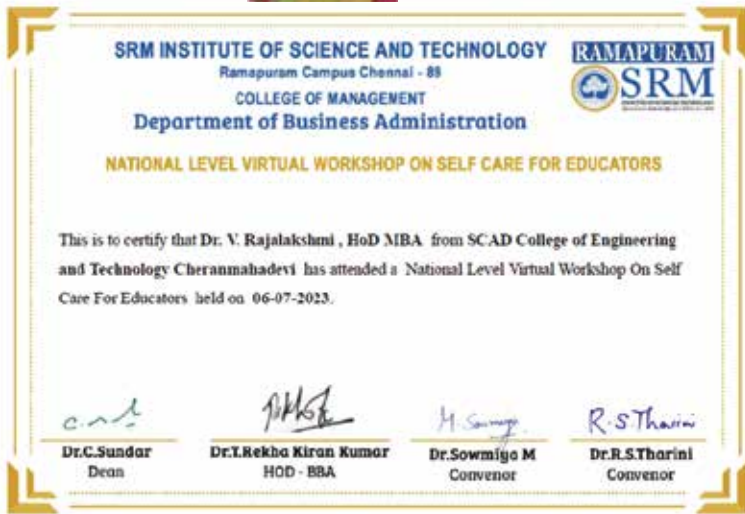 SRM INSTITUTE OF SCIENCE AND TECHNOLOGY
Ramapuram Campus Chennai - 89
COLLEGE OF MANAGEMENT
Department of Business Administration
RAMAPURAM
SRM
NATIONAL LEVEL VIRTUAL WORKSHOP ON SELF CARE FOR EDUCATORS
This is to certify that Dr. V. Rajalakshmi , HoD MBA from SCAD College of Engineering
and Technology Cheranmahadevi has attended a National Level Virtual Workshop On Self
Care For Educators held on 06-07-2023.
M. Sowmiya
R.S.Tharini
Dr.C.Sundar
Dr.T.Rekha Kiran Kumar
Dr.Sowmiya M
Dr.R.S.Tharini
Dean
HOD - BBA
Convenor
Convenor